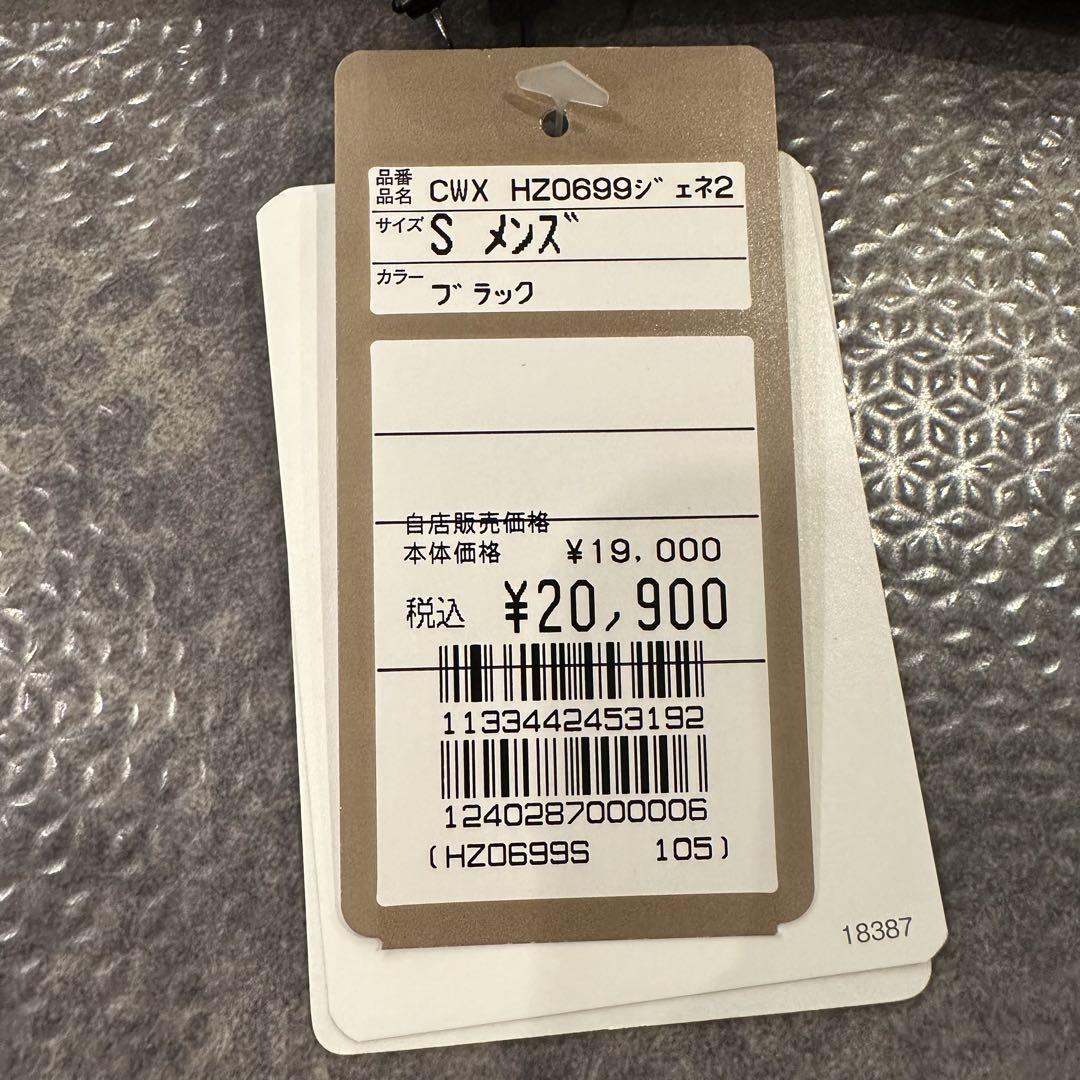 品番
品名 CWX HZ0699ジェネ2
サイズ S メンズ
カラー ブラック
自店販売価格
本体価格 ¥19,000
税込 ¥20,900
1133442453192
1240287000006
(HZ0699S 105)
18387